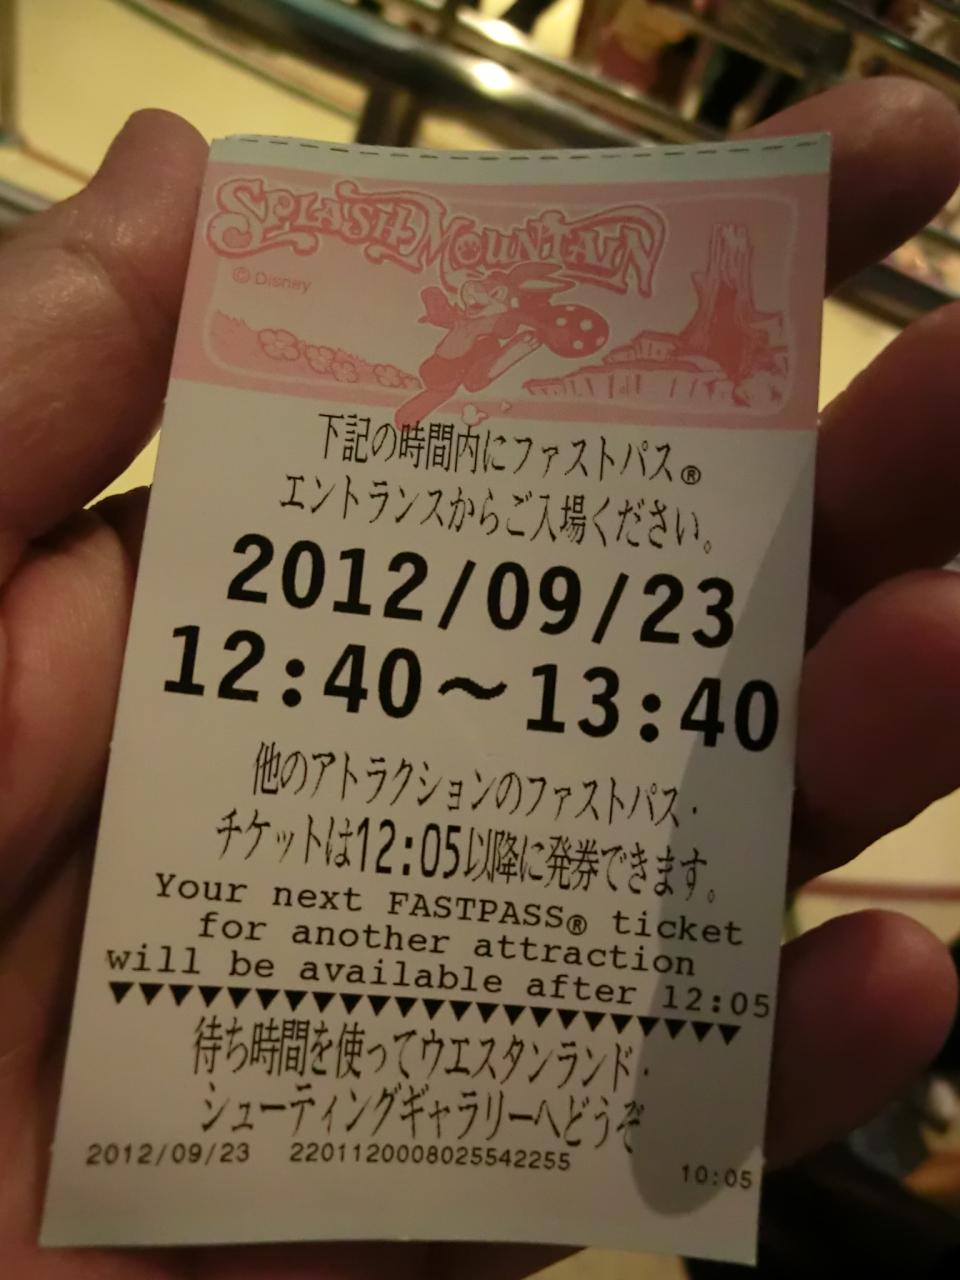 SPLASH MOUNTAIN
© Disney
下記の時間内にファストパス®
エントランスからご入場ください。
2012/09/23
12:40～13:40
他のアトラクションのファストパス・
チケットは12:05以降に発券できます。
Your next FASTPASS® ticket
for another attraction
will be available after 12:05
▼▼▼▼▼▼▼▼▼▼▼▼▼▼▼▼▼▼▼▼▼
待ち時間を使ってウエスタンランド・
シューティングギャラリーへどうぞ
2012/09/23 2201120008025542255 10:05